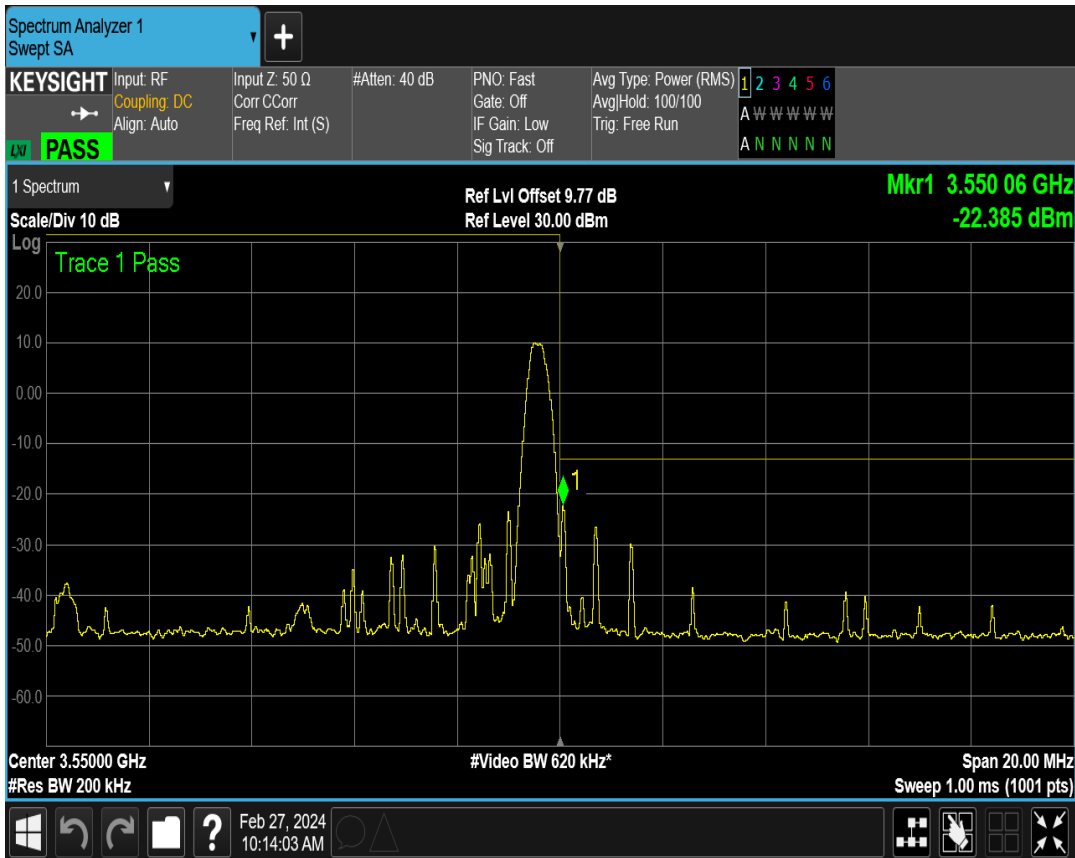 Spectrum Analyzer 1
Swept SA
KEYSIGHT
LXI PASS
Input: RF
Coupling: DC
Align: Auto
Input Z: 50 Ω
Corr CCorr
Freq Ref: Int (S)
#Atten: 40 dB
PNO: Fast
Gate: Off
IF Gain: Low
Sig Track: Off
Avg Type: Power (RMS)
Avg|Hold: 100/100
Trig: Free Run
1 2 3 4 5 6
A W W W W W
A N N N N N
1 Spectrum
Scale/Div 10 dB
Ref Lvl Offset 9.77 dB
Ref Level 30.00 dBm
Mkr1 3.550 06 GHz
-22.385 dBm
Log
Trace 1 Pass
20.0
10.0
0.00
-10.0
1
-20.0
-30.0
-40.0
-50.0
-60.0
Center 3.55000 GHz
#Res BW 200 kHz
#Video BW 620 kHz*
Span 20.00 MHz
Sweep 1.00 ms (1001 pts)
?
Feb 27, 2024
10:14:03 AM